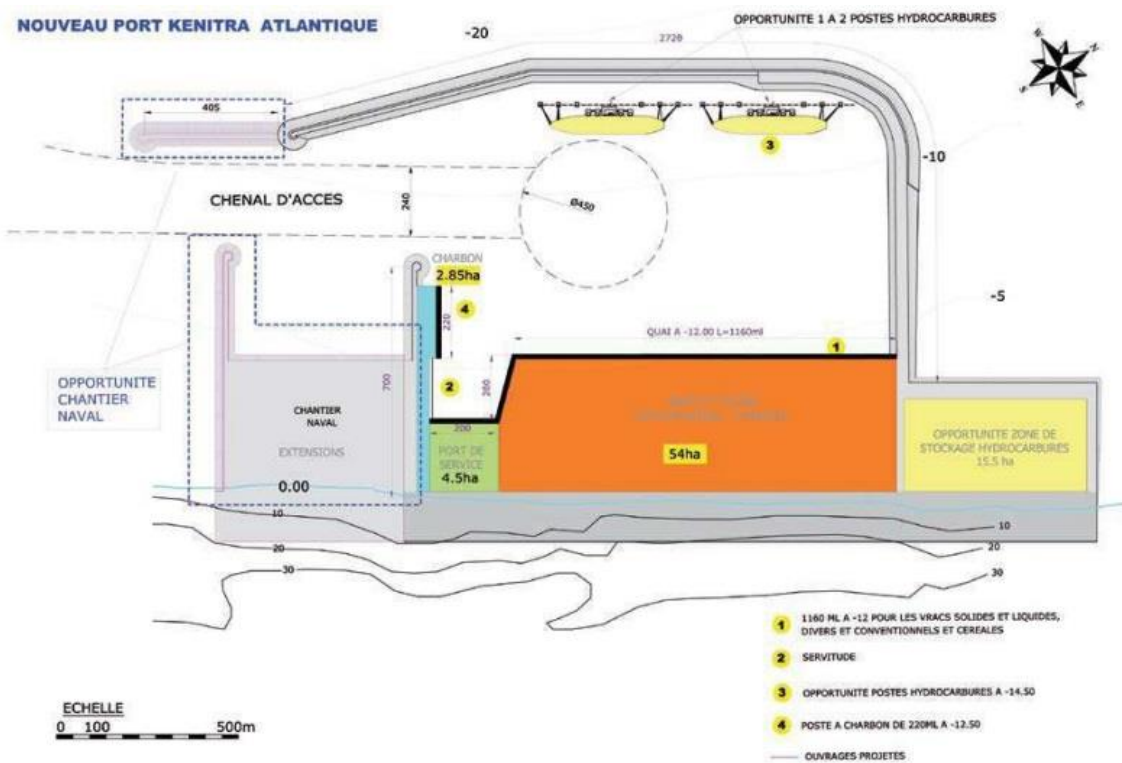 NOUVEAU PORT KENITRA ATLANTIQUE
OPPORTUNITE 1 A 2 POSTES HYDROCARBURES
-20
2720
N
N
S
E
405
3
-10
CHENAL D'ACCES
240
Ø450
CHARBON
2.85ha
4
220
-5
QUAI A -12.00 L=1160ml
1
OPPORTUNITE
CHANTIER
NAVAL
700
2
260
CHANTIER
NAVAL
EXTENSIONS
200
PORT DE
SERVICE
4.5ha
54ha
OPPORTUNITE ZONE DE
STOCKAGE HYDROCARBURES
15.5 ha
0.00
10
20
30
10
20
30
1 1160 ML A -12 POUR LES VRACS SOLIDES ET LIQUIDES,
DIVERS ET CONVENTIONNELS ET CEREALES
2 SERVITUDE
3 OPPORTUNITE POSTES HYDROCARBURES A -14.50
4 POSTE A CHARBON DE 220ML A -12.50
OUVRAGES PROJETES
ECHELLE
0 100 500m